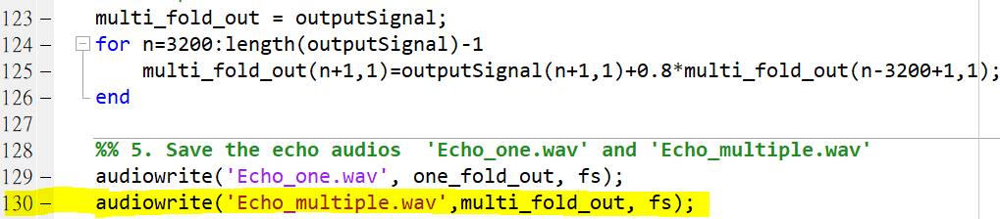 123 – multi_fold_out = outputSignal;
124 – for n=3200:length(outputSignal)-1
125 – multi_fold_out(n+1,1)=outputSignal(n+1,1)+0.8*multi_fold_out(n-3200+1,1);
126 – end
127
128 %% 5. Save the echo audios  'Echo_one.wav' and 'Echo_multiple.wav'
129 – audiowrite('Echo_one.wav', one_fold_out, fs);
130 – audiowrite('Echo_multiple.wav',multi_fold_out, fs);